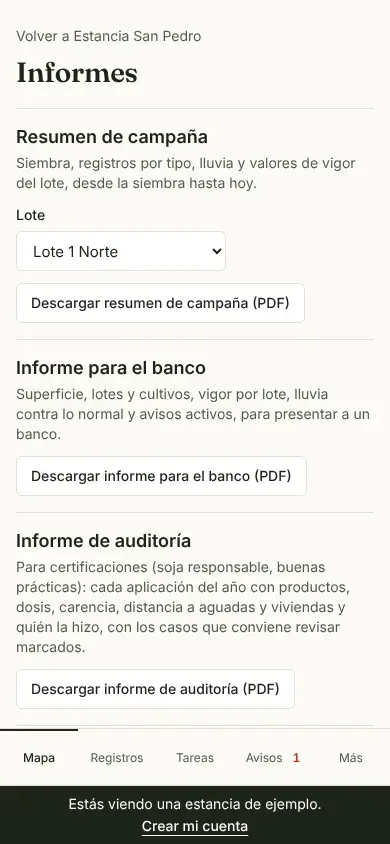 Volver a Estancia San Pedro
Informes
Resumen de campaña
Siembra, registros por tipo, lluvia y valores de vigor
del lote, desde la siembra hasta hoy.
Lote
Lote 1 Norte
Descargar resumen de campaña (PDF)
Informe para el banco
Superficie, lotes y cultivos, vigor por lote, lluvia
contra lo normal y avisos activos, para presentar a un
banco.
Descargar informe para el banco (PDF)
Informe de auditoría
Para certificaciones (soja responsable, buenas
prácticas): cada aplicación del año con productos,
dosis, carencia, distancia a aguadas y viviendas y
quién la hizo, con los casos que conviene revisar
marcados.
Descargar informe de auditoría (PDF)
Mapa Registros Tareas Avisos 1 Más
Estás viendo una estancia de ejemplo.
Crear mi cuenta